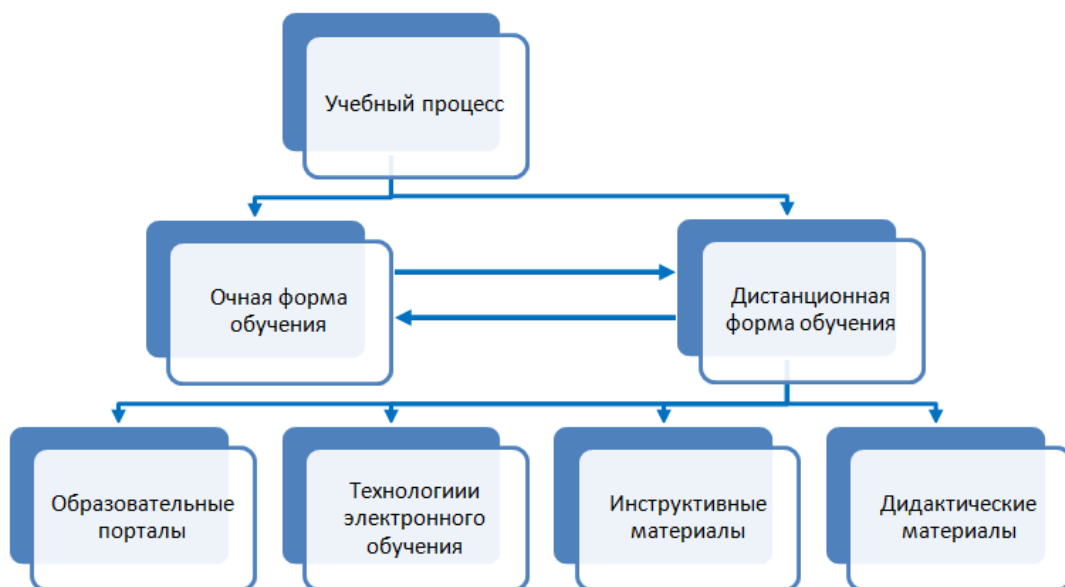 Учебный процесс
Очная форма
обучения
Дистанционная
форма обучения
Образовательные
порталы
Технологиии
электронного
обучения
Инструктивные
материалы
Дидактические
материалы